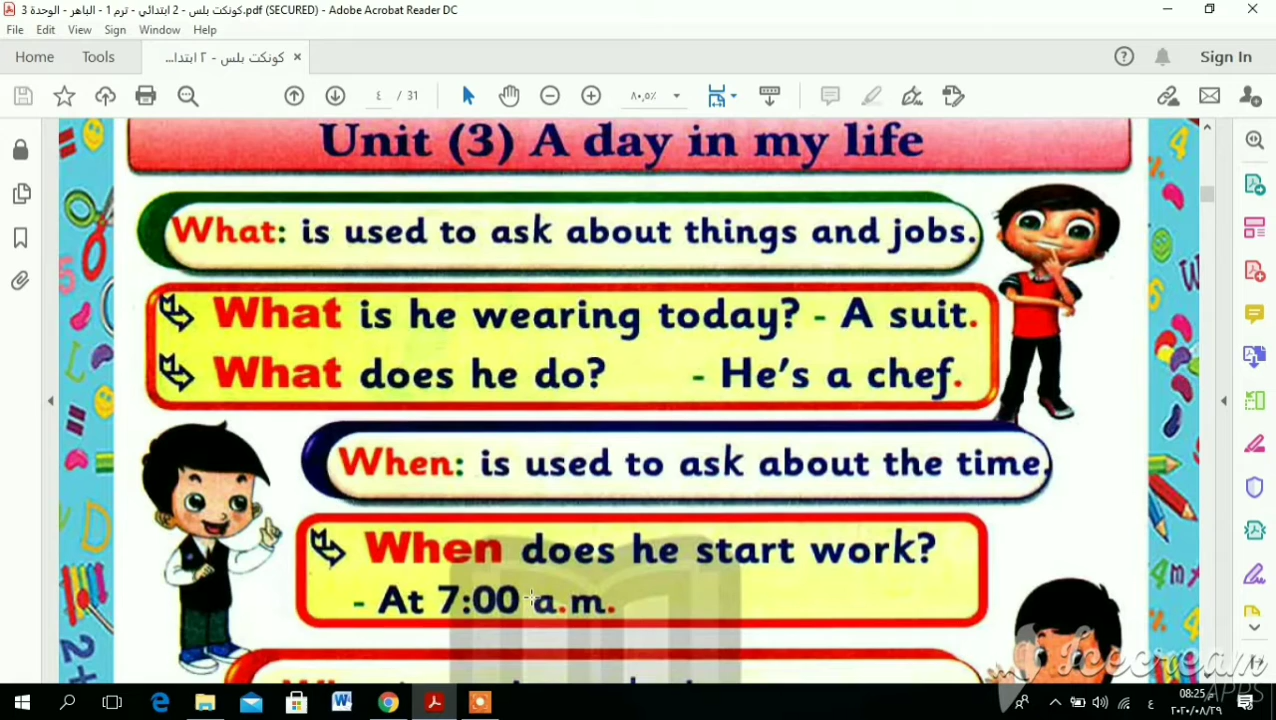 كونكت بلس - 2 ابتدائي - ترم 1 - الباهر - الوحدة 3.pdf (SECURED) - Adobe Acrobat Reader DC
File Edit View Sign Window Help
Home Tools كونكت بلس - ٢ ابتدا... Sign In
٤ / 31 ٨٠,٥٪
Unit (3) A day in my life
What: is used to ask about things and jobs.
What is he wearing today? - A suit.
What does he do? - He's a chef.
When: is used to ask about the time.
When does he start work?
- At 7:00 a.m.
Icecream
APPS
08:25
٢٠٢٠/٠٨/٢٩
ع